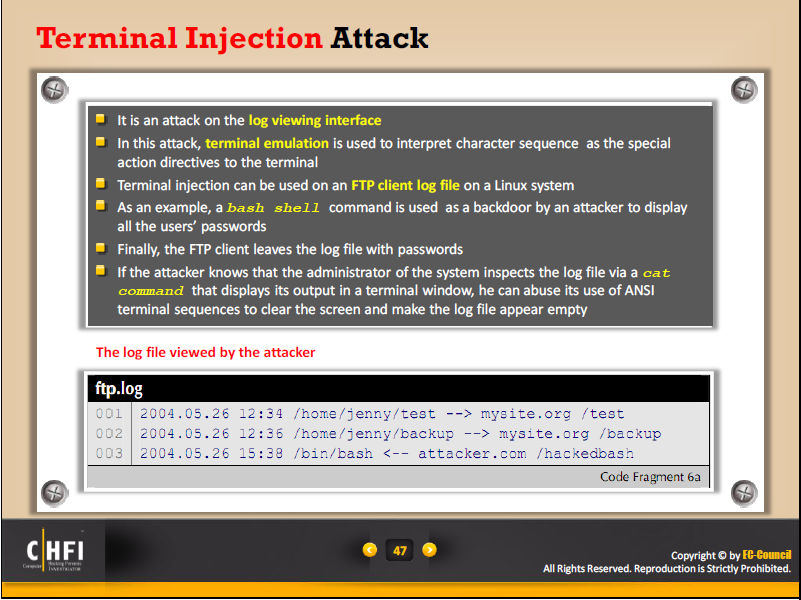 Terminal Injection Attack
It is an attack on the log viewing interface
In this attack, terminal emulation is used to interpret character sequence as the special
action directives to the terminal
Terminal injection can be used on an FTP client log file on a Linux system
As an example, a bash shell command is used as a backdoor by an attacker to display
all the users' passwords
Finally, the FTP client leaves the log file with passwords
If the attacker knows that the administrator of the system inspects the log file via a cat
command that displays its output in a terminal window, he can abuse its use of ANSI
terminal sequences to clear the screen and make the log file appear empty
The log file viewed by the attacker
ftp.log
001 2004.05.26 12:34 /home/jenny/test --> mysite.org /test
002 2004.05.26 12:36 /home/jenny/backup --> mysite.org /backup
003 2004.05.26 15:38 /bin/bash <-- attacker.com /hackedbash
Code Fragment 6a
CHFI
Computer Hacking Forensic
INVESTIGATOR
47
Copyright © by EC-Council
All Rights Reserved. Reproduction is Strictly Prohibited.